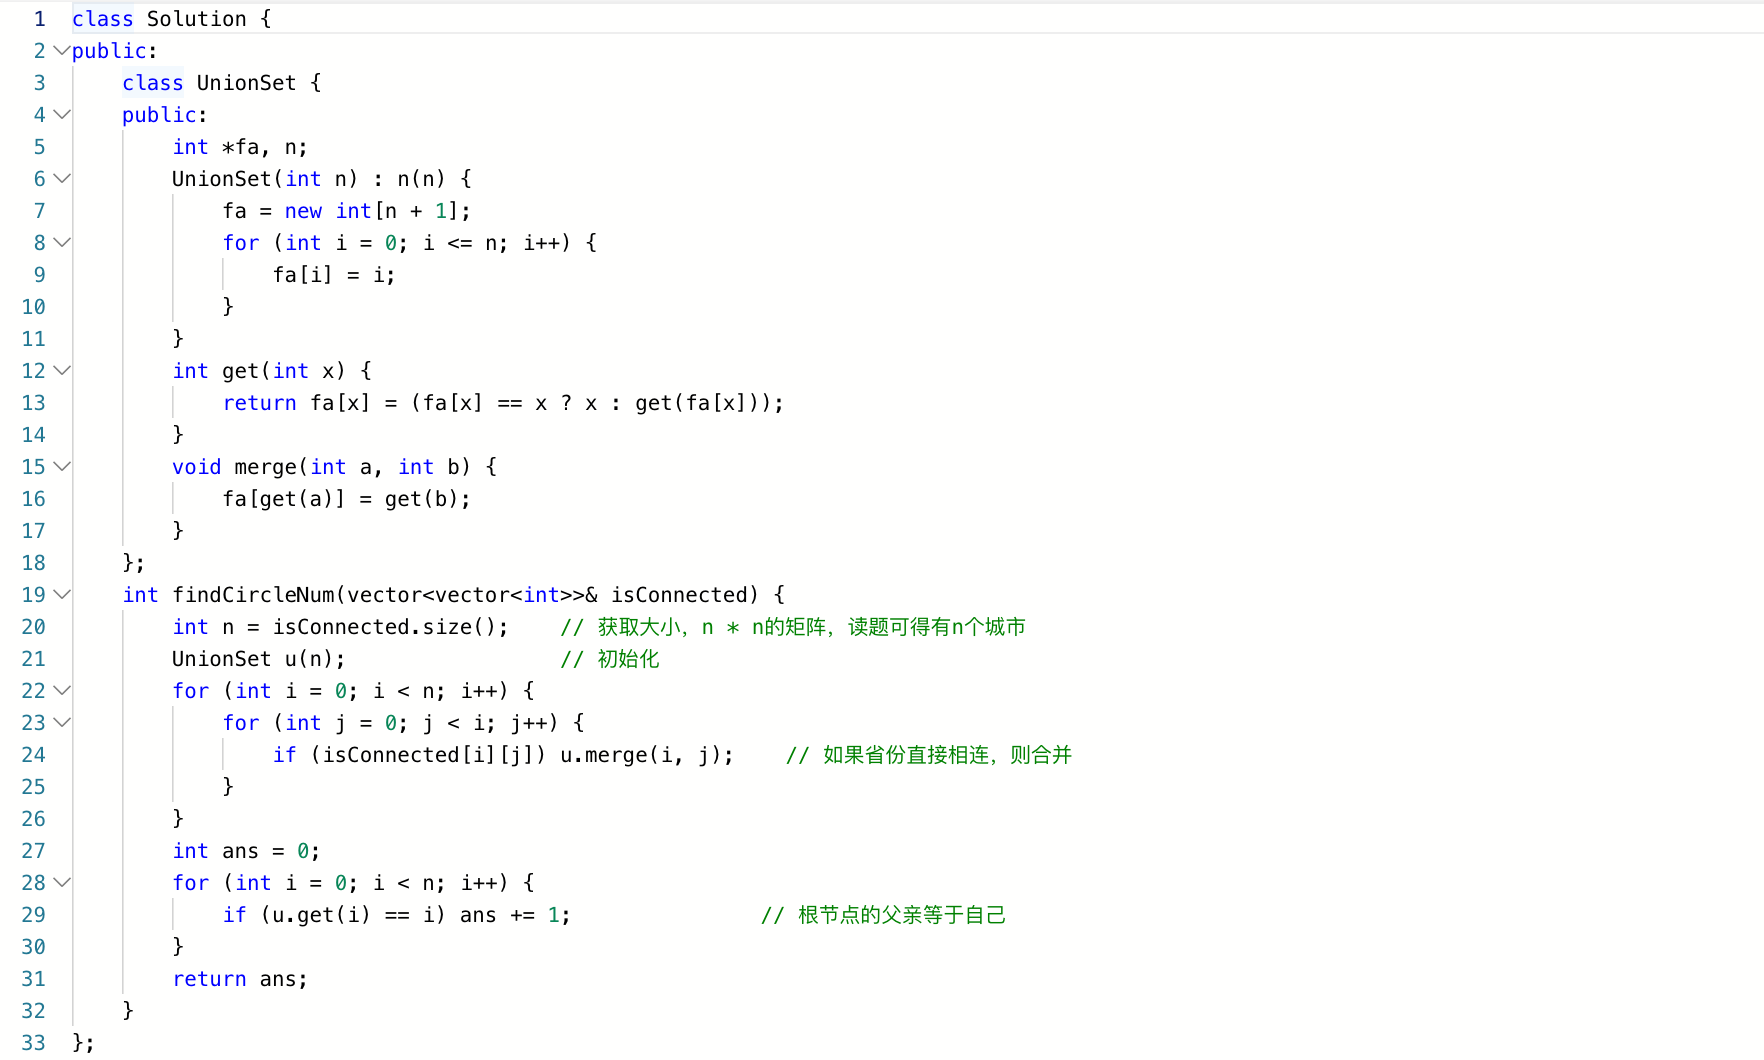 1 class Solution {
2 public:
3     class UnionSet {
4     public:
5         int *fa, n;
6         UnionSet(int n) : n(n) {
7             fa = new int[n + 1];
8             for (int i = 0; i <= n; i++) {
9                 fa[i] = i;
10             }
11         }
12         int get(int x) {
13             return fa[x] = (fa[x] == x ? x : get(fa[x]));
14         }
15         void merge(int a, int b) {
16             fa[get(a)] = get(b);
17         }
18     };
19     int findCircleNum(vector<vector<int>>& isConnected) {
20         int n = isConnected.size();    // 获取大小，n * n的矩阵，读题可得有n个城市
21         UnionSet u(n);                 // 初始化
22         for (int i = 0; i < n; i++) {
23             for (int j = 0; j < i; j++) {
24                 if (isConnected[i][j]) u.merge(i, j);    // 如果省份直接相连，则合并
25             }
26         }
27         int ans = 0;
28         for (int i = 0; i < n; i++) {
29             if (u.get(i) == i) ans += 1;               // 根节点的父亲等于自己
30         }
31         return ans;
32     }
33 };